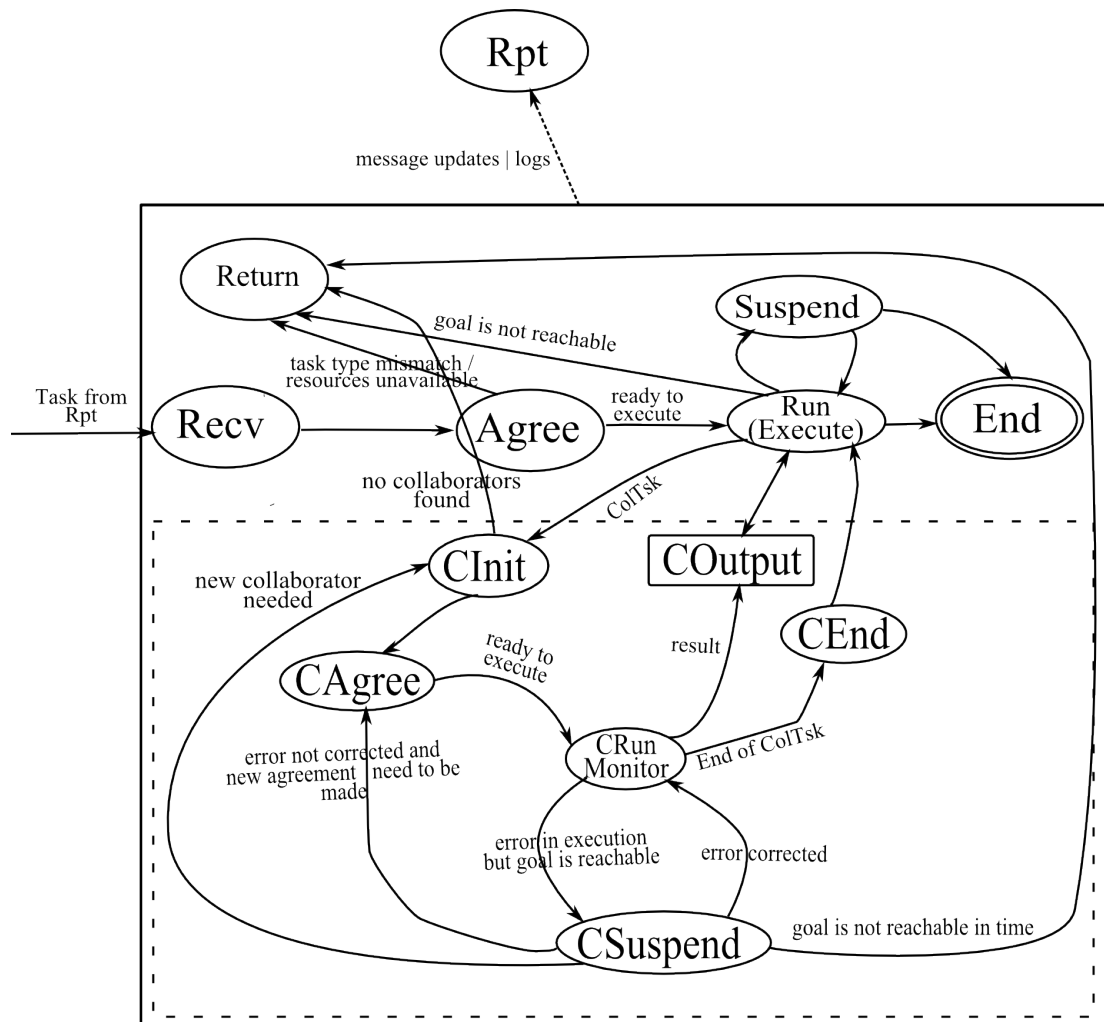 Rpt
message updates | logs
Return
Suspend
goal is not reachable
task type mismatch /
resources unavailable
Task from
Rpt
Recv
Agree
ready to
execute
Run
(Execute)
End
no collaborators
found
ColTsk
CInit
COutput
new collaborator
needed
CEnd
ready to
execute
result
CAgree
CRun
Monitor
End of ColTsk
error not corrected and
new agreement need to be
made
error in execution
but goal is reachable
error corrected
CSuspend
goal is not reachable in time